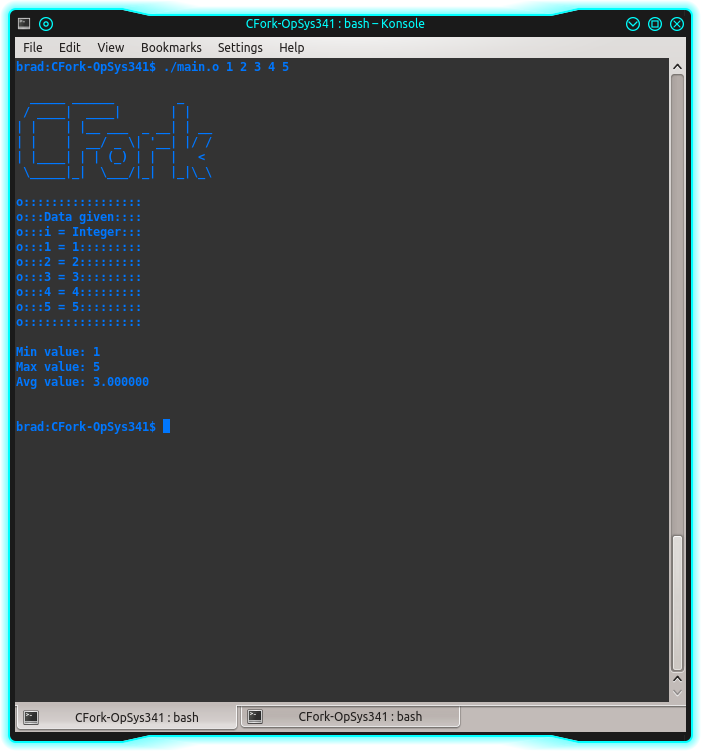 CFork-OpSys341 : bash – Konsole
File Edit View Bookmarks Settings Help
brad:CFork-OpSys341$ ./main.o 1 2 3 4 5
CFork
o:::::::::::::::::
o:::Data given::::
o:::i = Integer:::
o:::1 = 1:::::::::
o:::2 = 2:::::::::
o:::3 = 3:::::::::
o:::4 = 4:::::::::
o:::5 = 5:::::::::
o:::::::::::::::::
Min value: 1
Max value: 5
Avg value: 3.000000
brad:CFork-OpSys341$
CFork-OpSys341 : bash CFork-OpSys341 : bash